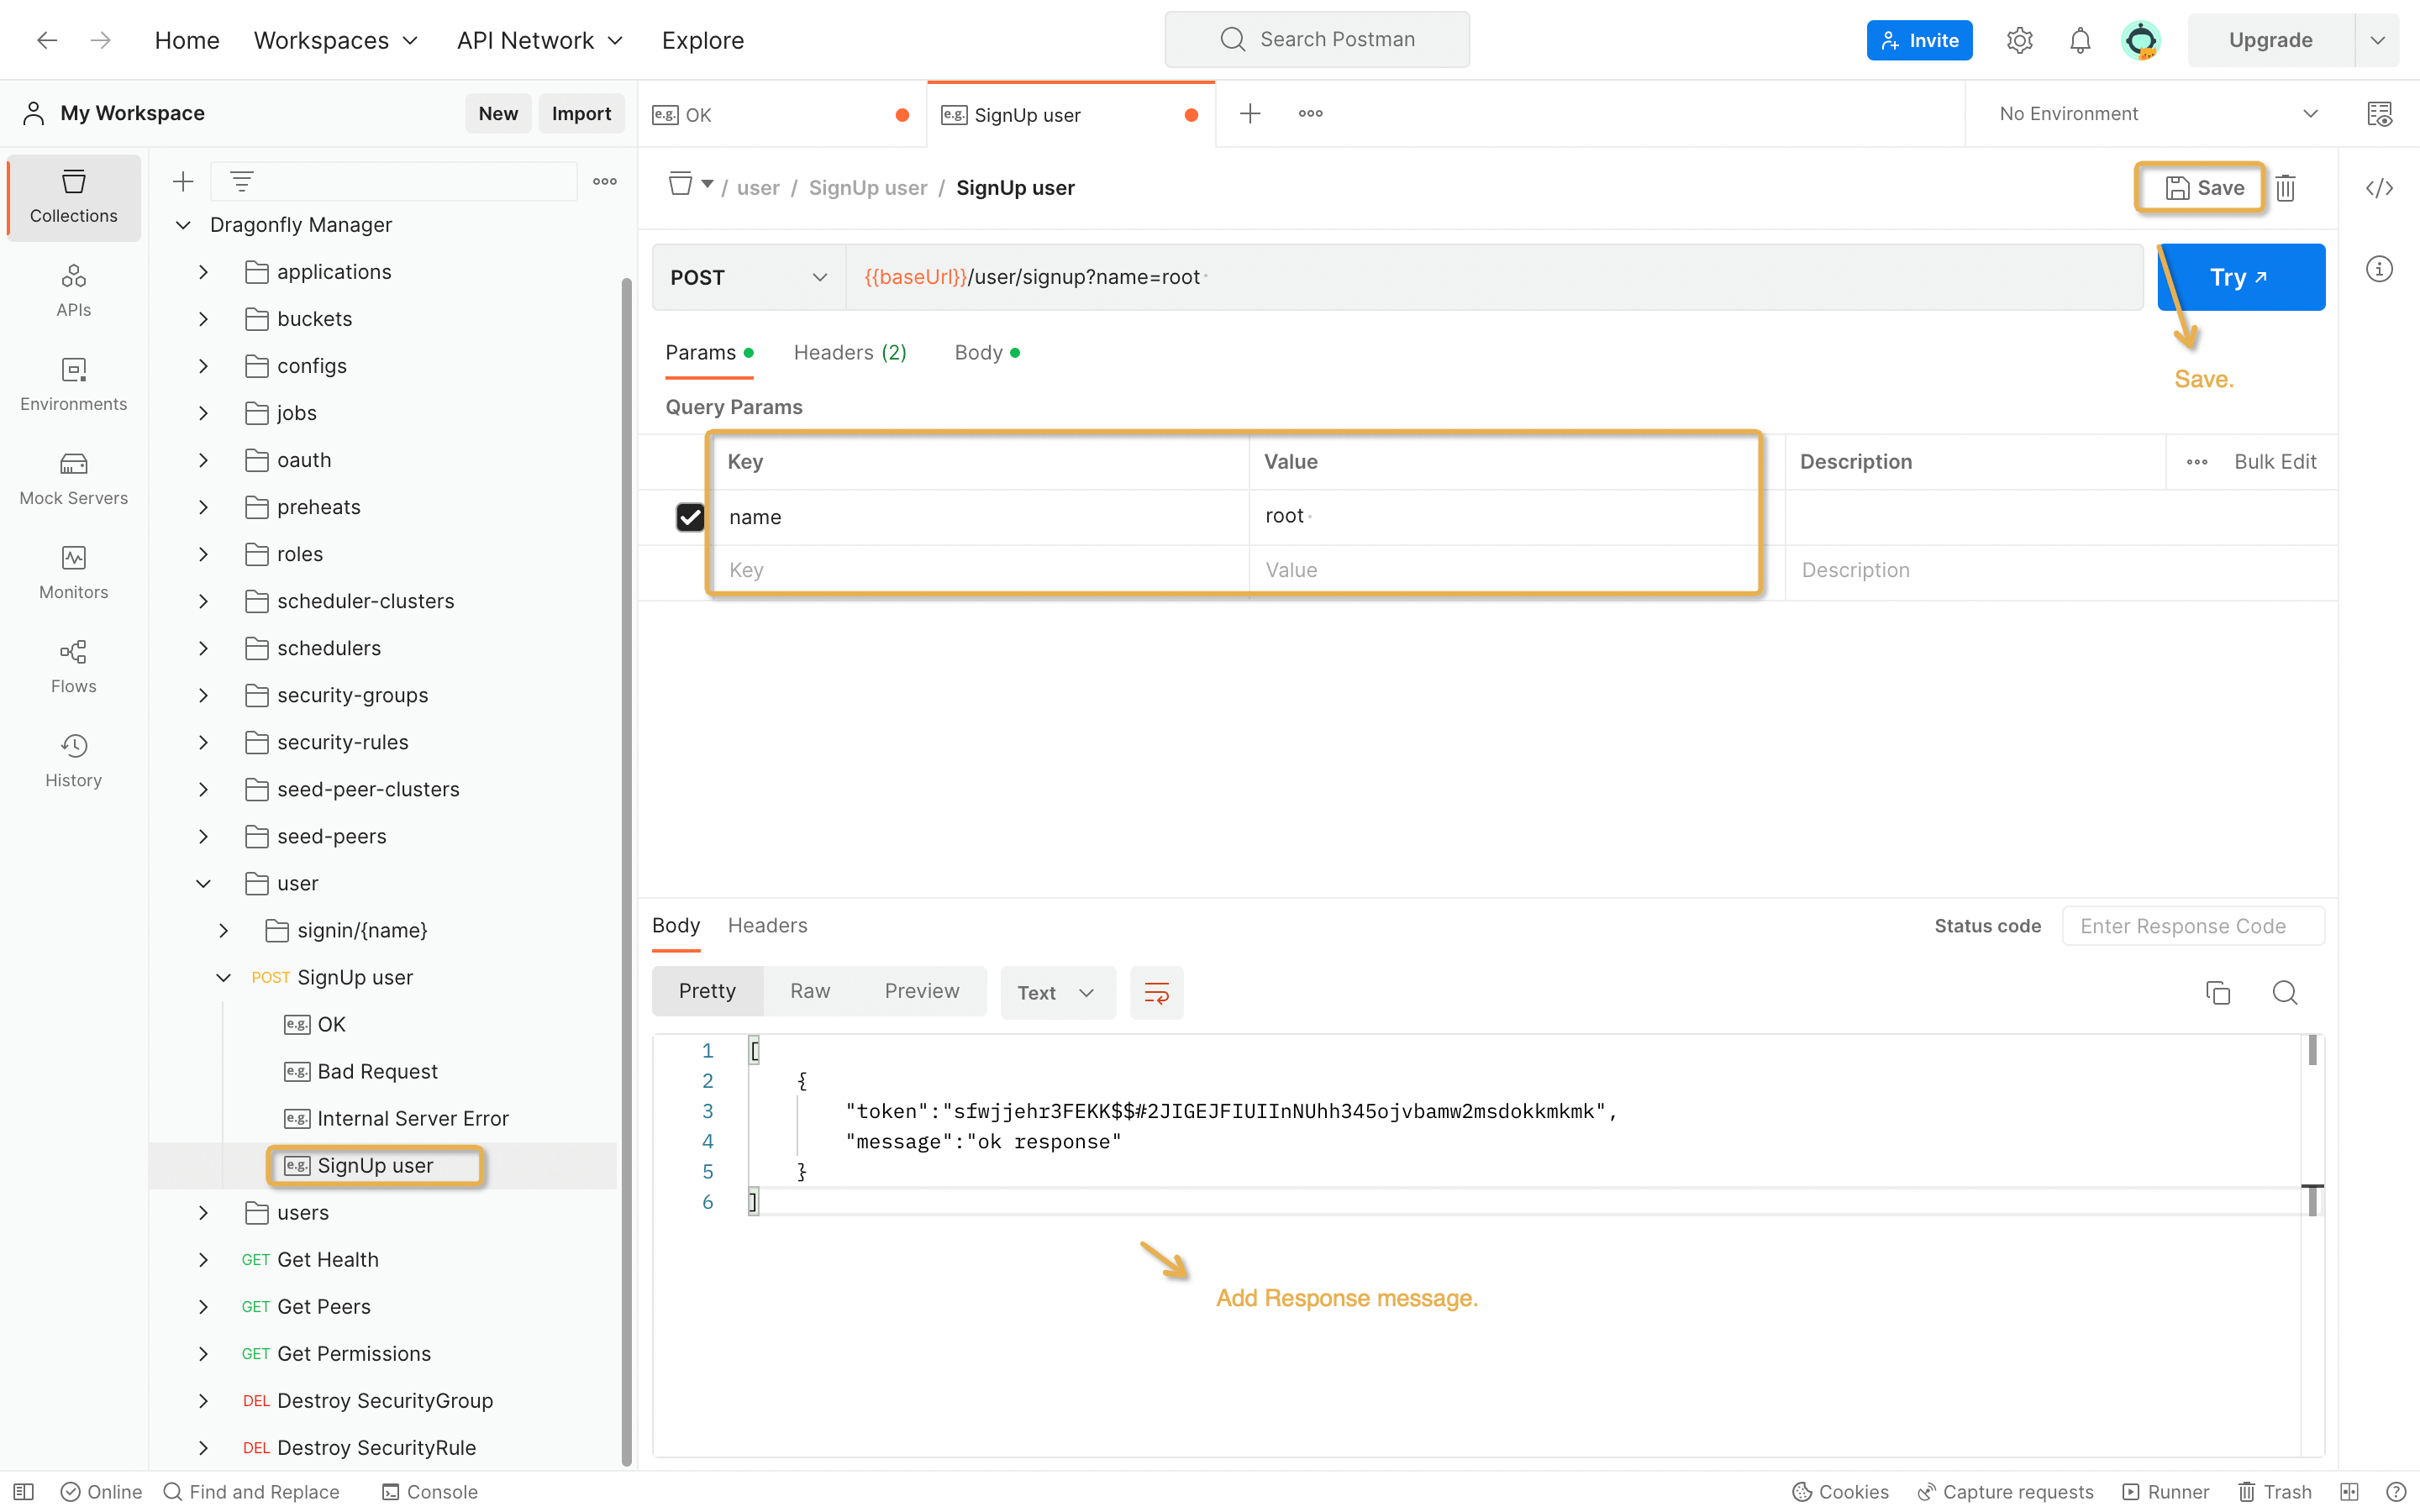 Home Workspaces API Network Explore Search Postman Invite Upgrade
My Workspace New Import
e.g. OK e.g. SignUp user No Environment
Collections
APIs
Environments
Mock Servers
Monitors
Flows
History
Dragonfly Manager
applications
buckets
configs
jobs
oauth
preheats
roles
scheduler-clusters
schedulers
security-groups
security-rules
seed-peer-clusters
seed-peers
user
signin/{name}
POST SignUp user
e.g. OK
e.g. Bad Request
e.g. Internal Server Error
e.g. SignUp user
users
GET Get Health
GET Get Peers
GET Get Permissions
DEL Destroy SecurityGroup
DEL Destroy SecurityRule
/ user / SignUp user / SignUp user Save
POST {{baseUrl}}/user/signup?name=root Try
Params Headers (2) Body
Save.
Query Params
Key Value Description Bulk Edit
name root
Key Value Description
Body Headers Status code Enter Response Code
Pretty Raw Preview Text
1 [
2 {
3 "token":"sfwjjehr3FEKK$$#2JIGEJFIUIInNUhh345ojvbamw2msdokkmkmk",
4 "message":"ok response"
5 }
6 ]
Add Response message.
Online Find and Replace Console Cookies Capture requests Runner Trash